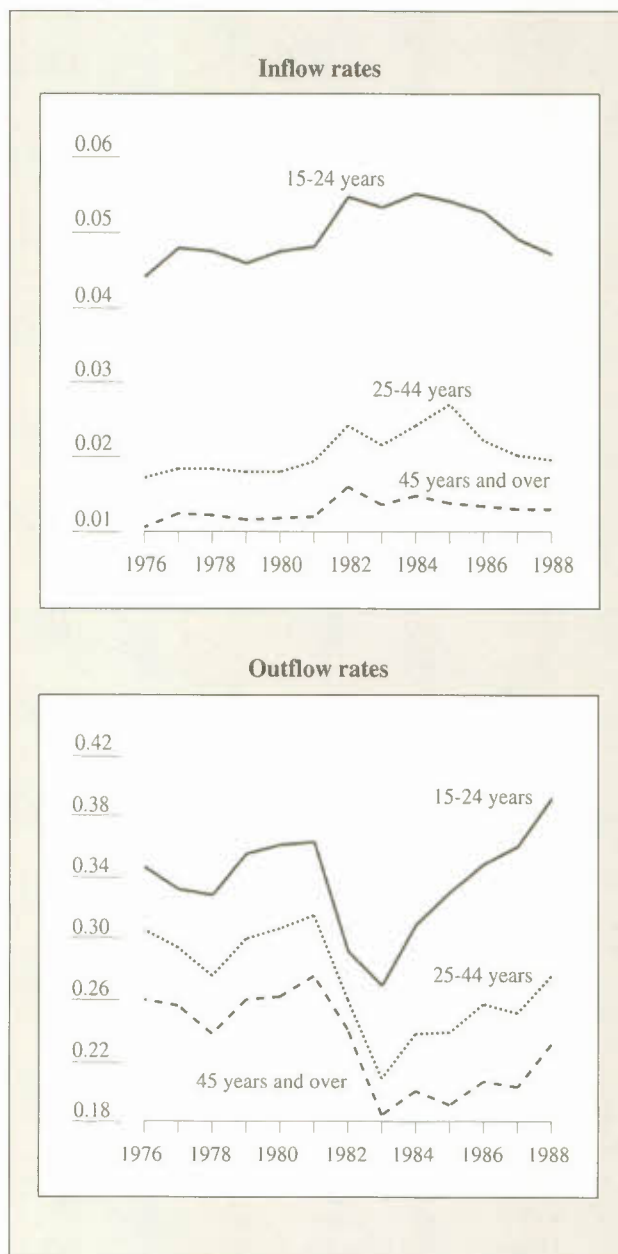 Inflow rates
0.06
15-24 years
0.05
0.04
0.03
25-44 years
0.02
45 years and over
0.01
1976 1978 1980 1982 1984 1986 1988
Outflow rates
0.42
15-24 years
0.38
0.34
0.30
25-44 years
0.26
0.22
45 years and over
0.18
1976 1978 1980 1982 1984 1986 1988